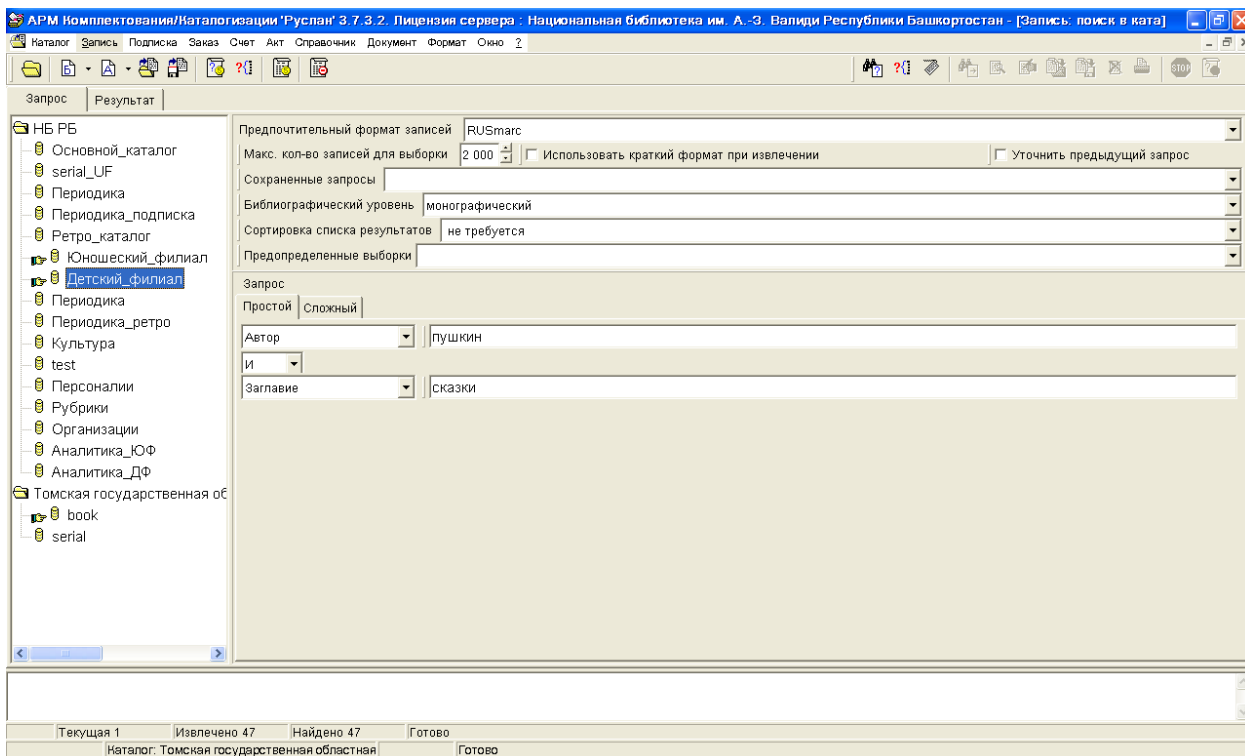 АРМ Комплектования/Каталогизации 'Руслан' 3.7.3.2. Лицензия сервера : Национальная библиотека им. А.-З. Валиди Республики Башкортостан - [Запись: поиск в ката]
Каталог Запись Подписка Заказ Счет Акт Справочник Документ Формат Окно ?
Запрос Результат
НБ РБ
Основной_каталог
serial_UF
Периодика
Периодика_подписка
Ретро_каталог
Юношеский_филиал
Детский_филиал
Периодика
Периодика_ретро
Культура
test
Персоналии
Рубрики
Организации
Аналитика_ЮФ
Аналитика_ДФ
Томская государственная об
book
serial
Предпочтительный формат записей RUSmarc
Макс. кол-во записей для выборки 2 000 Использовать краткий формат при извлечении Уточнить предыдущий запрос
Сохраненные запросы
Библиографический уровень монографический
Сортировка списка результатов не требуется
Предопределенные выборки
Запрос
Простой Сложный
Автор пушкин
И
Заглавие сказки
Текущая 1 Извлечено 47 Найдено 47 Готово
Каталог: Томская государственная областная Готово